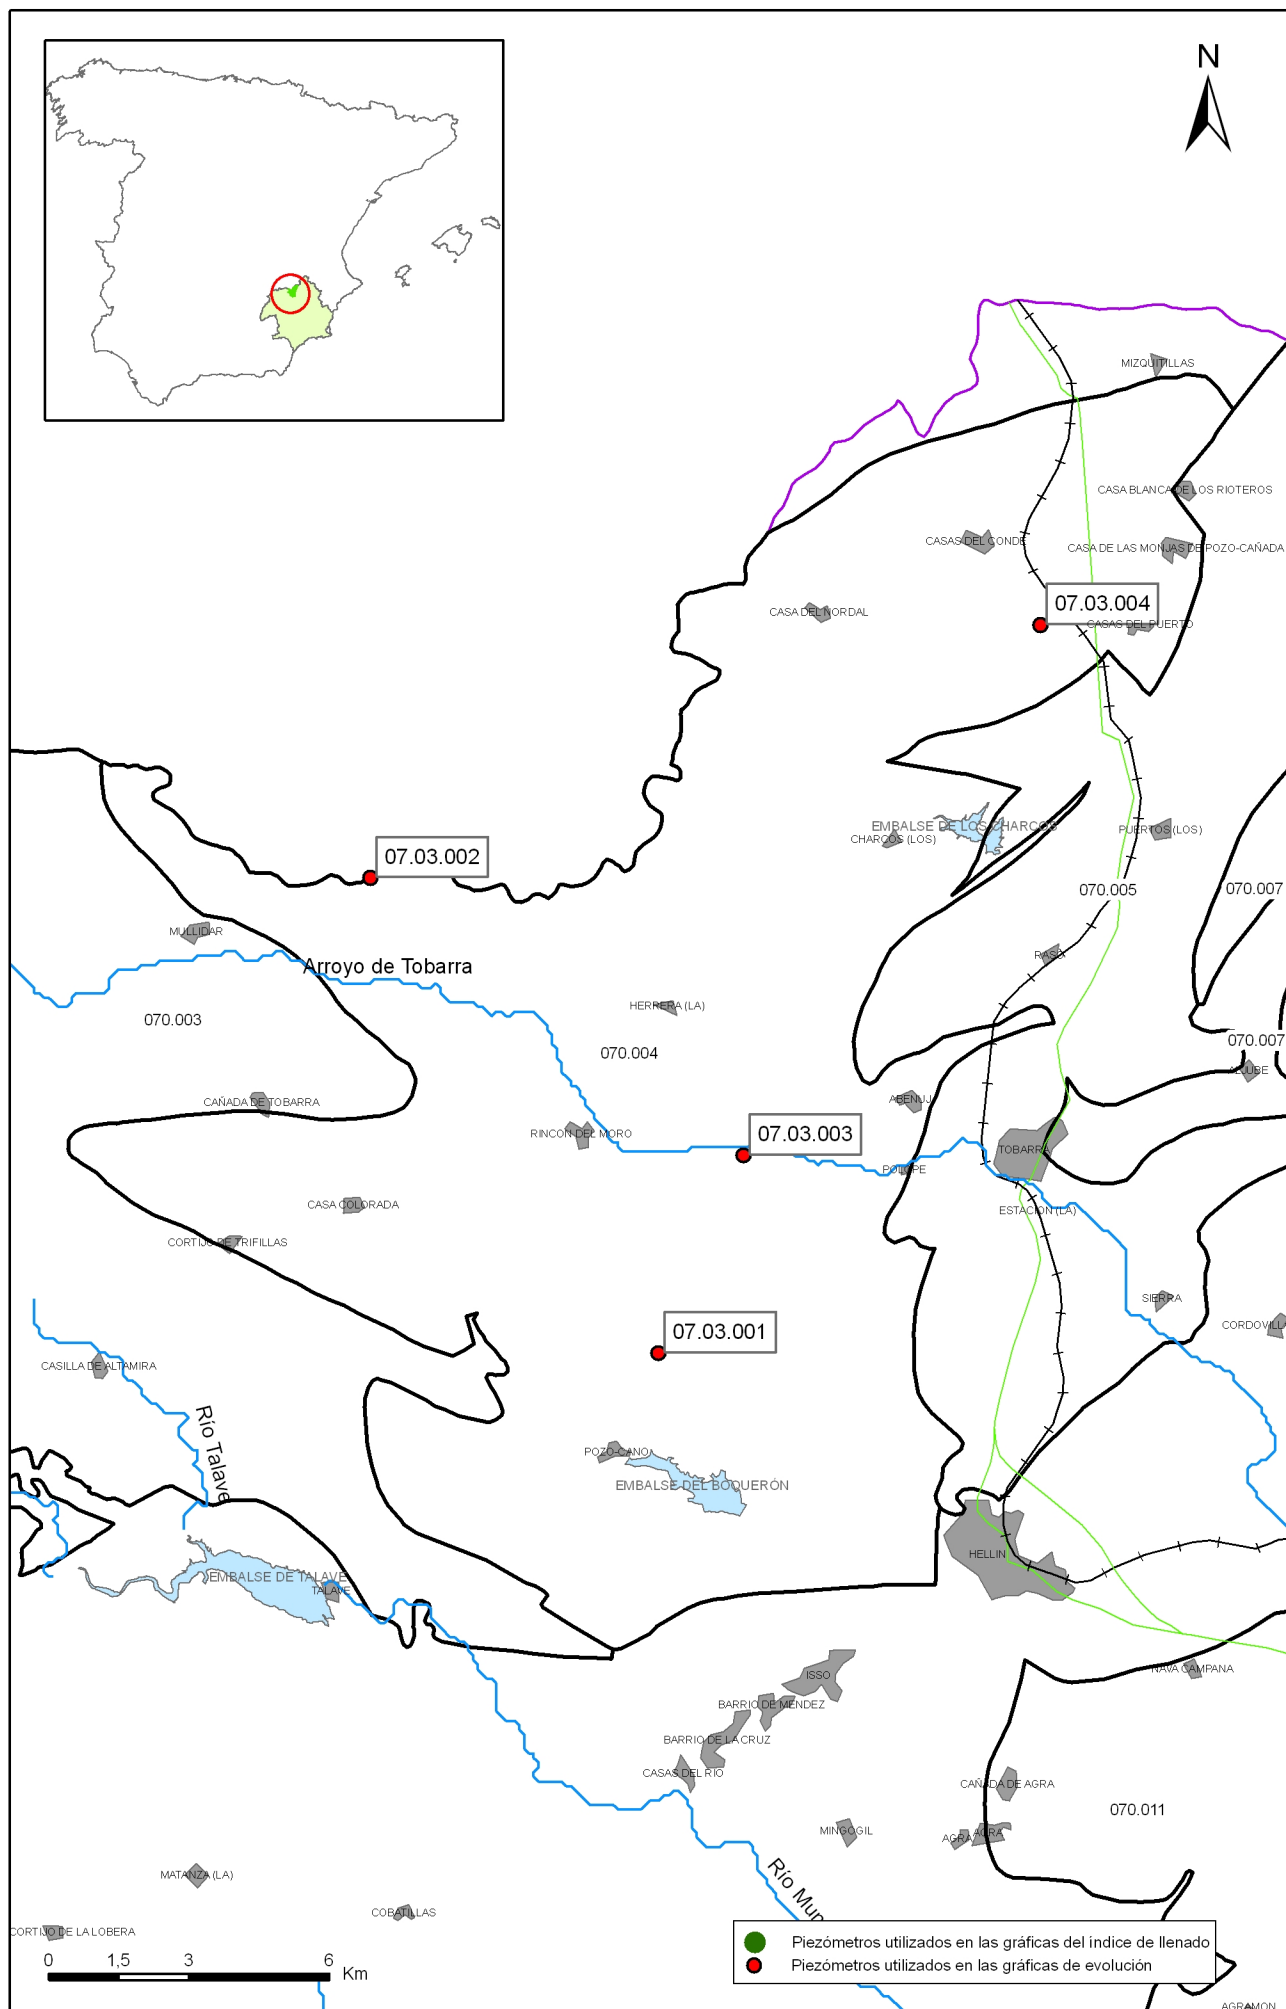 N
MIZQUITILLAS
CASA BLANCA DE LOS RIOTEROS
CASAS DEL CONDE
CASA DE LAS MONJAS DE POZO-CAÑADA
07.03.004
CASA DEL NORDAL
CASAS DEL PUERTO
EMBALSE DE LOS CHARCOS
CHARCOS (LOS)
PUERTOS (LOS)
07.03.002
070.005
070.007
MULLIDAR
Arroyo de Tobarra
RASO
HERRERA (LA)
070.003
070.004
070.007
ALJUBE
CAÑADA DE TOBARRA
ABENUJ
RINCON DEL MORO
07.03.003
TOBARRA
POLOPE
CASA COLORADA
ESTACION (LA)
CORTIJO DE TRIFILLAS
SIERRA
CORDOVILLA
07.03.001
CASILLA DE ALTAMIRA
Río Talave
POZO-CANO
EMBALSE DEL BOQUERÓN
HELLIN
EMBALSE DE TALAVE
TALAVE
ISSO
NAVA CAMPANA
BARRIO DE MENDEZ
BARRIO DE LA CRUZ
CASAS DEL RIO
CAÑADA DE AGRA
070.011
MINGOGIL
AGRA
AGRA
MATANZA (LA)
Río Mun
COBATILLAS
CORTIJO DE LA LOBERA
Piezómetros utilizados en las gráficas del índice de llenado
Piezómetros utilizados en las gráficas de evolución
0 1,5 3 6
Km
AGRAMON